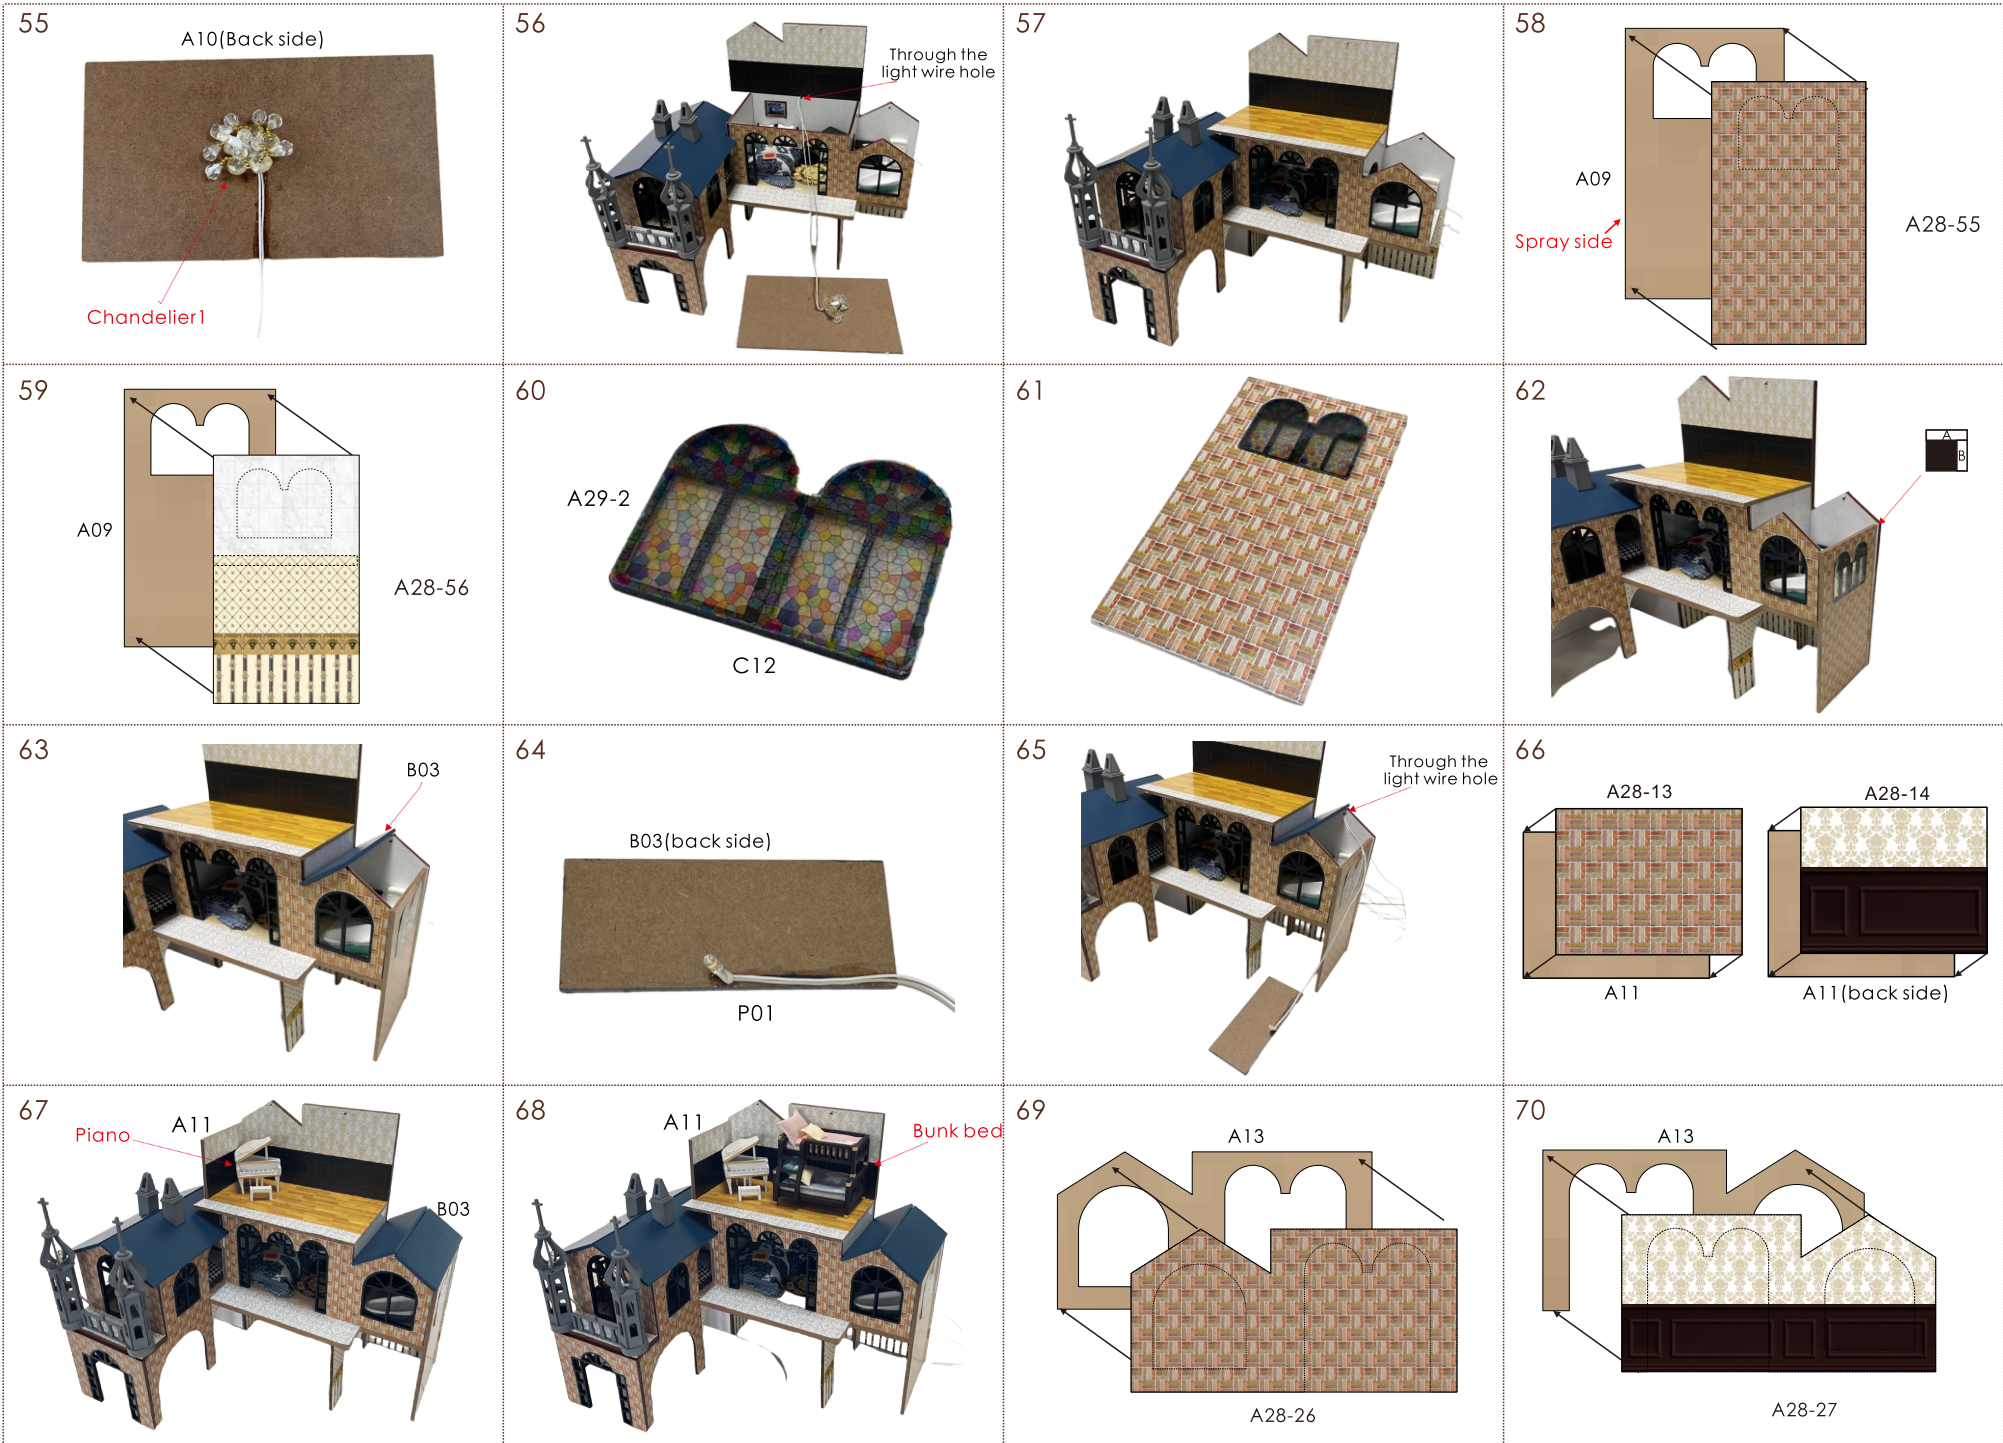 55
A10(Back side)
Chandelier1
56
Through the
light wire hole
57
58
A09
Spray side
A28-55
59
A09
A28-56
60
A29-2
C12
61
62
A
B
63
B03
64
B03(back side)
P01
65
Through the
light wire hole
66
A28-13
A11
A28-14
A11(back side)
67
A11
Piano
B03
68
A11
Bunk bed
69
A13
A28-26
70
A13
A28-27